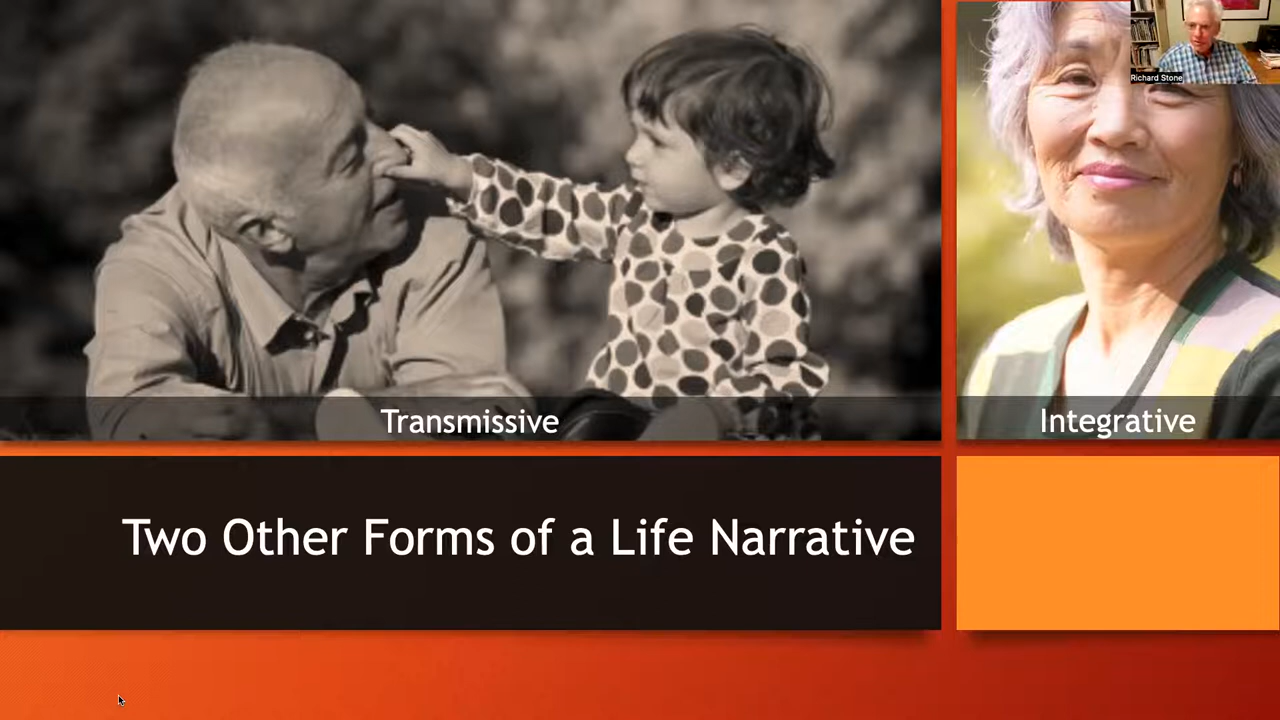 Richard Stone
Transmissive
Integrative
Two Other Forms of a Life Narrative